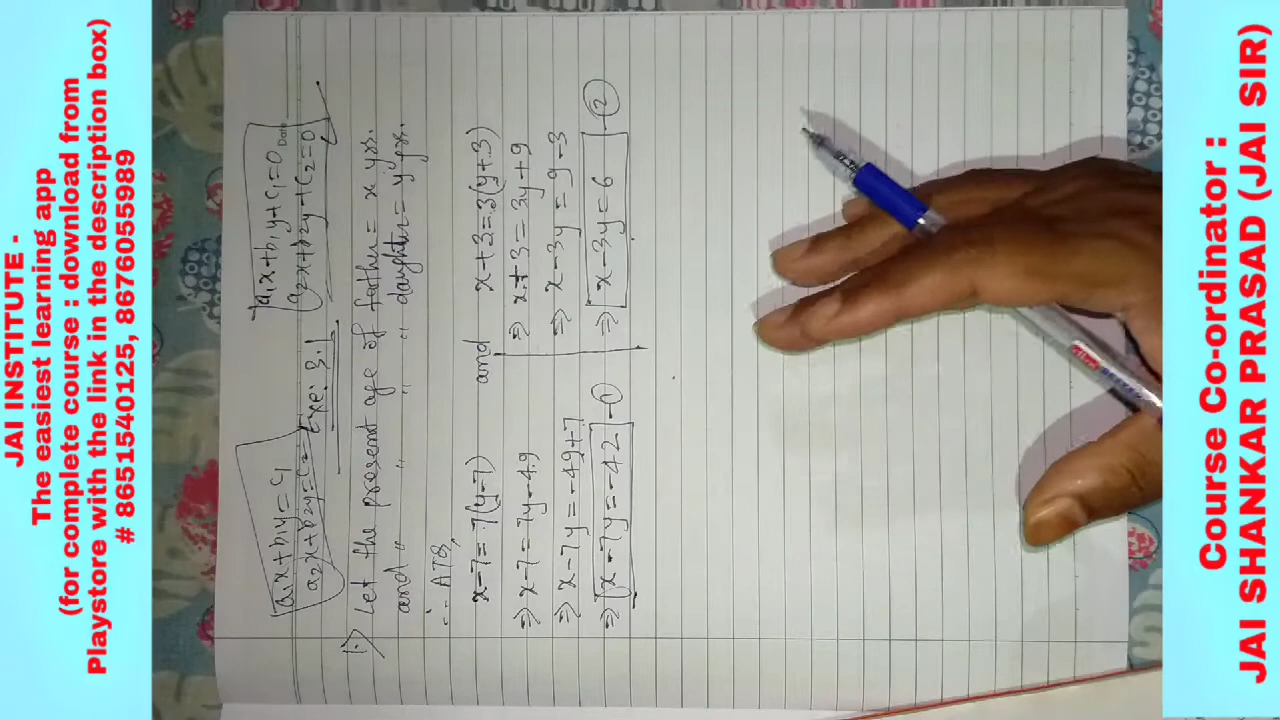 JAI INSTITUTE -
The easiest learning app
(for complete course : download from
Playstore with the link in the description box)
# 8651540125, 8676055989
a₁x+b₁y=c₁
a₂x+b₂y=c₂
a₁x+b₁y+c₁=0
a₂x+b₂y+c₂=0
Date
Exe: 3.1
1.) Let the present age of father = x yrs.
and " " " " daughter = y yrs.
∴ ATQ,
x-7=7(y-7) and x+3=3(y+3)
⇒ x-7=7y-49
⇒ x-7y=-49+7
⇒ x-7y=-42 -①
⇒ x+3=3y+9
⇒ x-3y=9-3
⇒ x-3y=6 -②
Course Co-ordinator :
JAI SHANKAR PRASAD (JAI SIR)